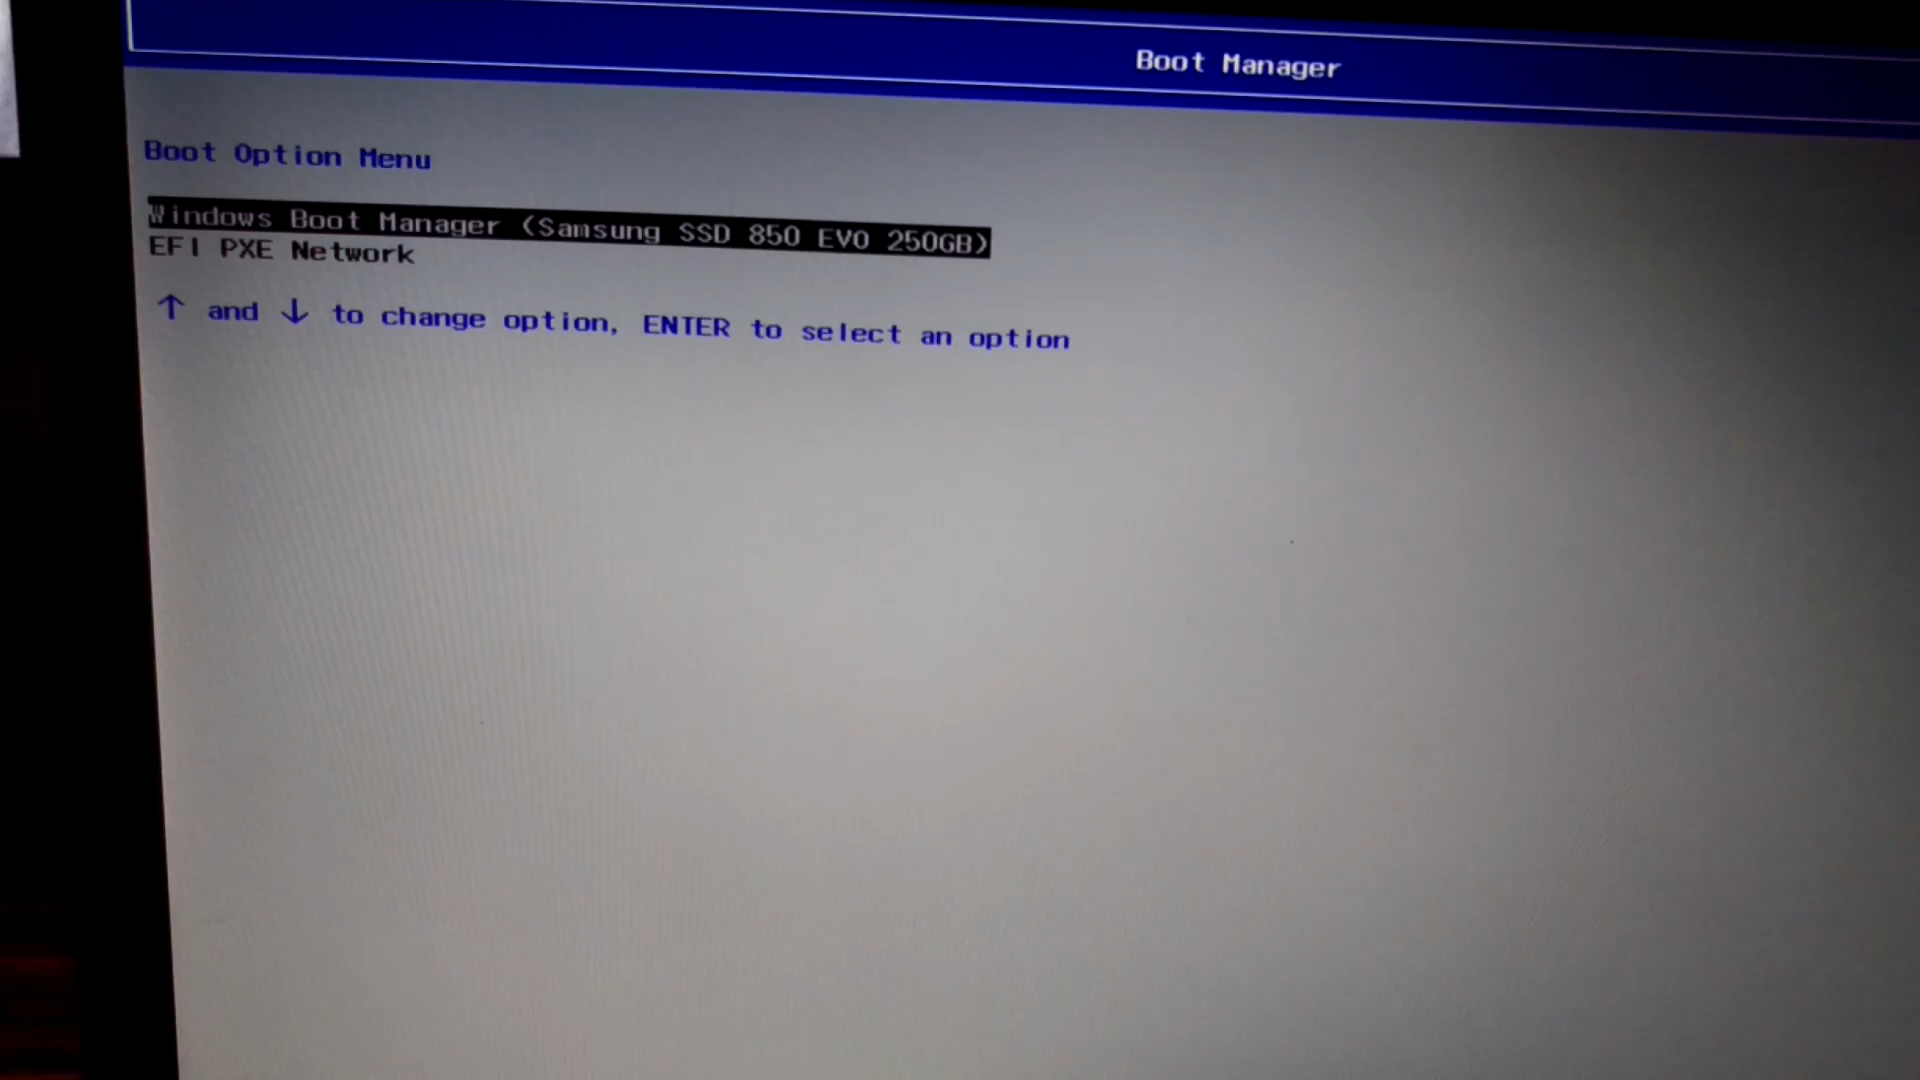 Boot Manager
Boot Option Menu
Windows Boot Manager (Samsung SSD 850 EVO 250GB)
EFI PXE Network
↑ and ↓ to change option, ENTER to select an option